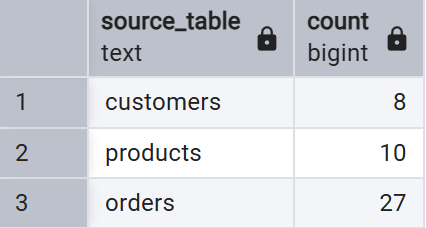 source_table count
text bigint
1 customers 8
2 products 10
3 orders 27